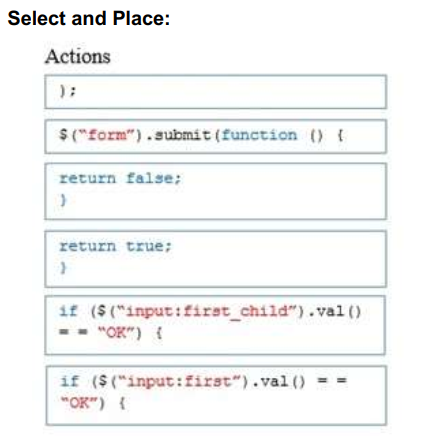 Select and Place:
Actions
);
$("form").submit(function () {
return false;
}
return true;
}
if ($("input:first_child").val()
= = "OK") {
if ($("input:first").val() = =
"OK") {